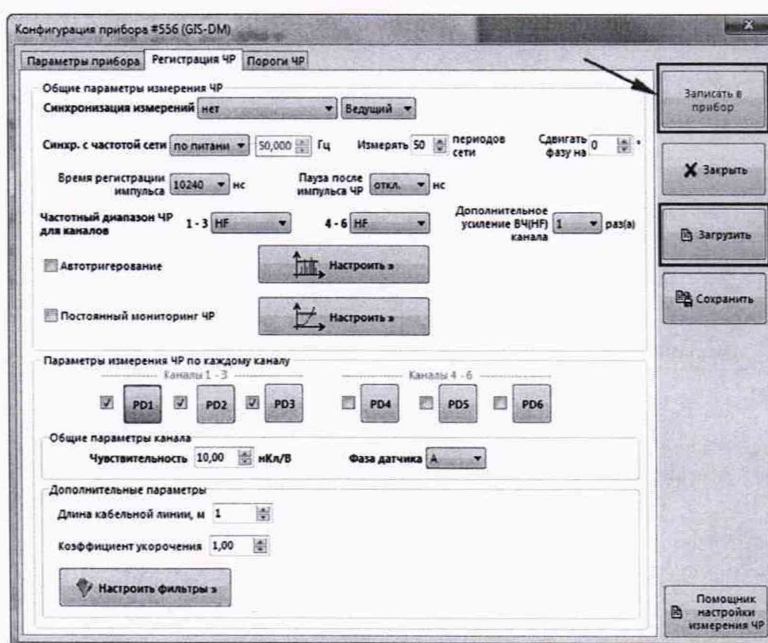 Конфигурация прибора #556 (GIS-DM)
Параметры прибора Регистрация ЧР Пороги ЧР
Общие параметры измерения ЧР
Синхронизация измерений нет Ведущий
Синхр. с частотой сети по питани 50,000 Гц Измерять 50 периодов сети Сдвигать фазу на 0 °
Время регистрации импульса 10240 нс Пауза после импульса ЧР откл. нс
Частотный диапазон ЧР для каналов 1 - 3 HF 4 - 6 HF Дополнительное усиление ВЧ(HF) канала 1 раз(а)
Автотригерование Настроить »
Постоянный мониторинг ЧР Настроить »
Параметры измерения ЧР по каждому каналу
Каналы 1 - 3 Каналы 4 - 6
PD1 PD2 PD3 PD4 PD5 PD6
Общие параметры канала
Чувствительность 10,00 нКл/В Фаза датчика A
Дополнительные параметры
Длина кабельной линии, м 1
Коэффициент укорочения 1,00
Настроить фильтры »
Записать в прибор
Закрыть
Загрузить
Сохранить
Помощник настройки измерения ЧР